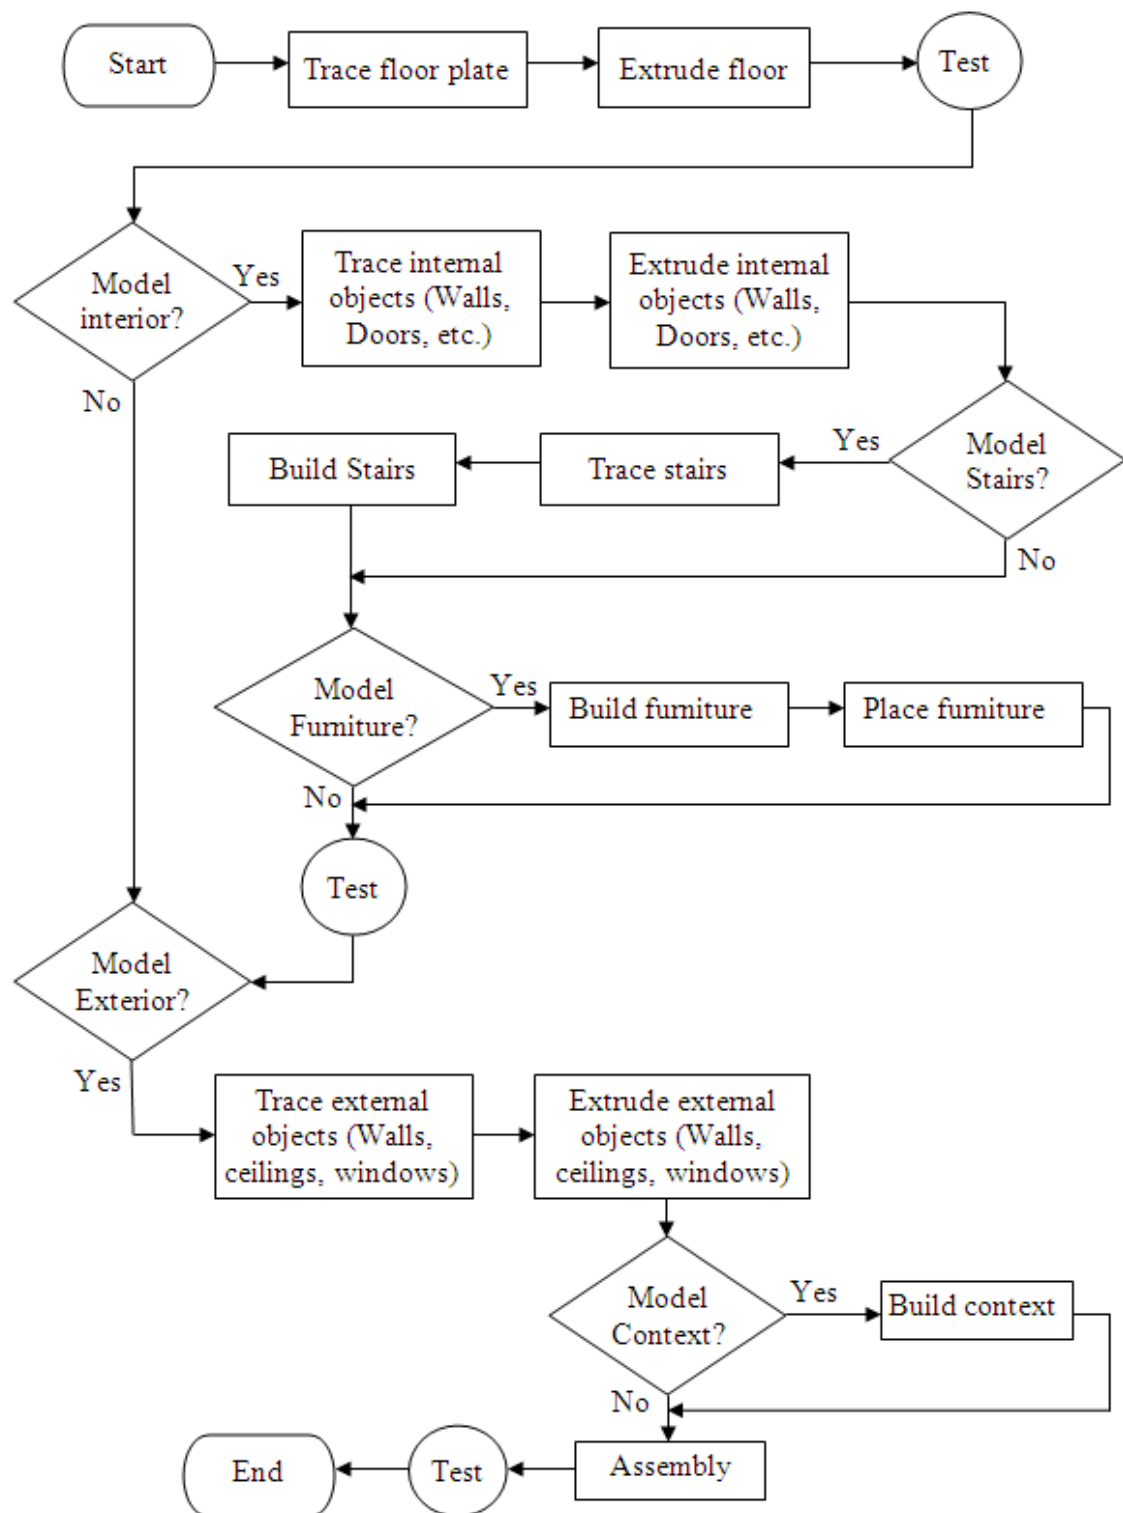 Start
Trace floor plate
Extrude floor
Test
Model
interior?
Yes
Trace internal
objects (Walls,
Doors, etc.)
Extrude internal
objects (Walls,
Doors, etc.)
No
Model
Stairs?
Yes
Trace stairs
Build Stairs
No
Model
Furniture?
Yes
Build furniture
Place furniture
No
Test
Model
Exterior?
Yes
Trace external
objects (Walls,
ceilings, windows)
Extrude external
objects (Walls,
ceilings, windows)
Model
Context?
Yes
Build context
No
Assembly
Test
End